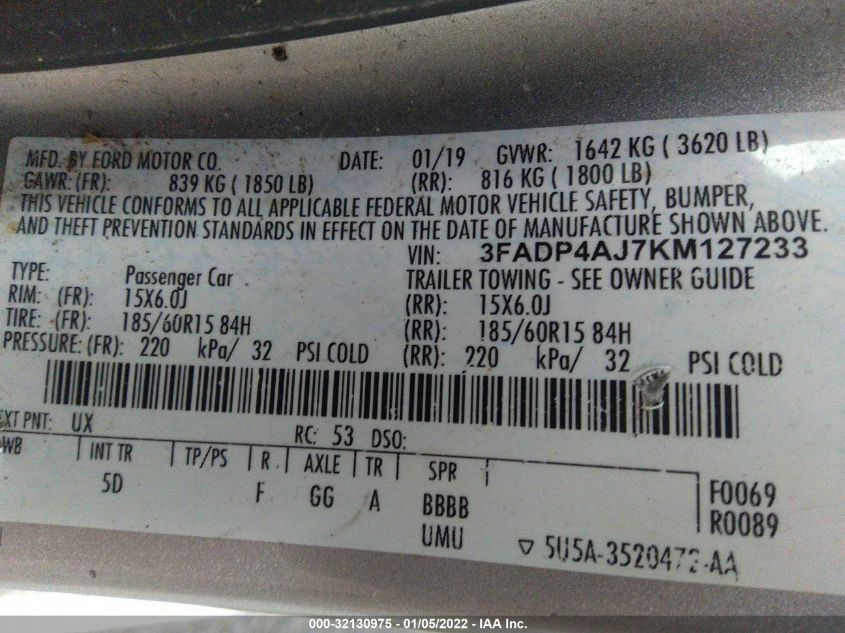 MFD. BY FORD MOTOR CO. DATE: 01/19 GVWR: 1642 KG ( 3620 LB)
GAWR: (FR): 839 KG ( 1850 LB) (RR): 816 KG ( 1800 LB)
THIS VEHICLE CONFORMS TO ALL APPLICABLE FEDERAL MOTOR VEHICLE SAFETY, BUMPER,
AND THEFT PREVENTION STANDARDS IN EFFECT ON THE DATE OF MANUFACTURE SHOWN ABOVE.
VIN: 3FADP4AJ7KM127233
TYPE: Passenger Car TRAILER TOWING - SEE OWNER GUIDE
RIM: (FR): 15X6.0J (RR): 15X6.0J
TIRE: (FR): 185/60R15 84H (RR): 185/60R15 84H
PRESSURE: (FR): 220 kPa/ 32 PSI COLD (RR): 220 kPa/ 32 PSI COLD
EXT PNT: UX RC: 53 DSO:
WB INT TR TP/PS R AXLE TR SPR
5D F GG A BBBB F0069
UMU R0089
▽ 5U5A-3520472-AA
000-32130975 - 01/05/2022 - IAA Inc.